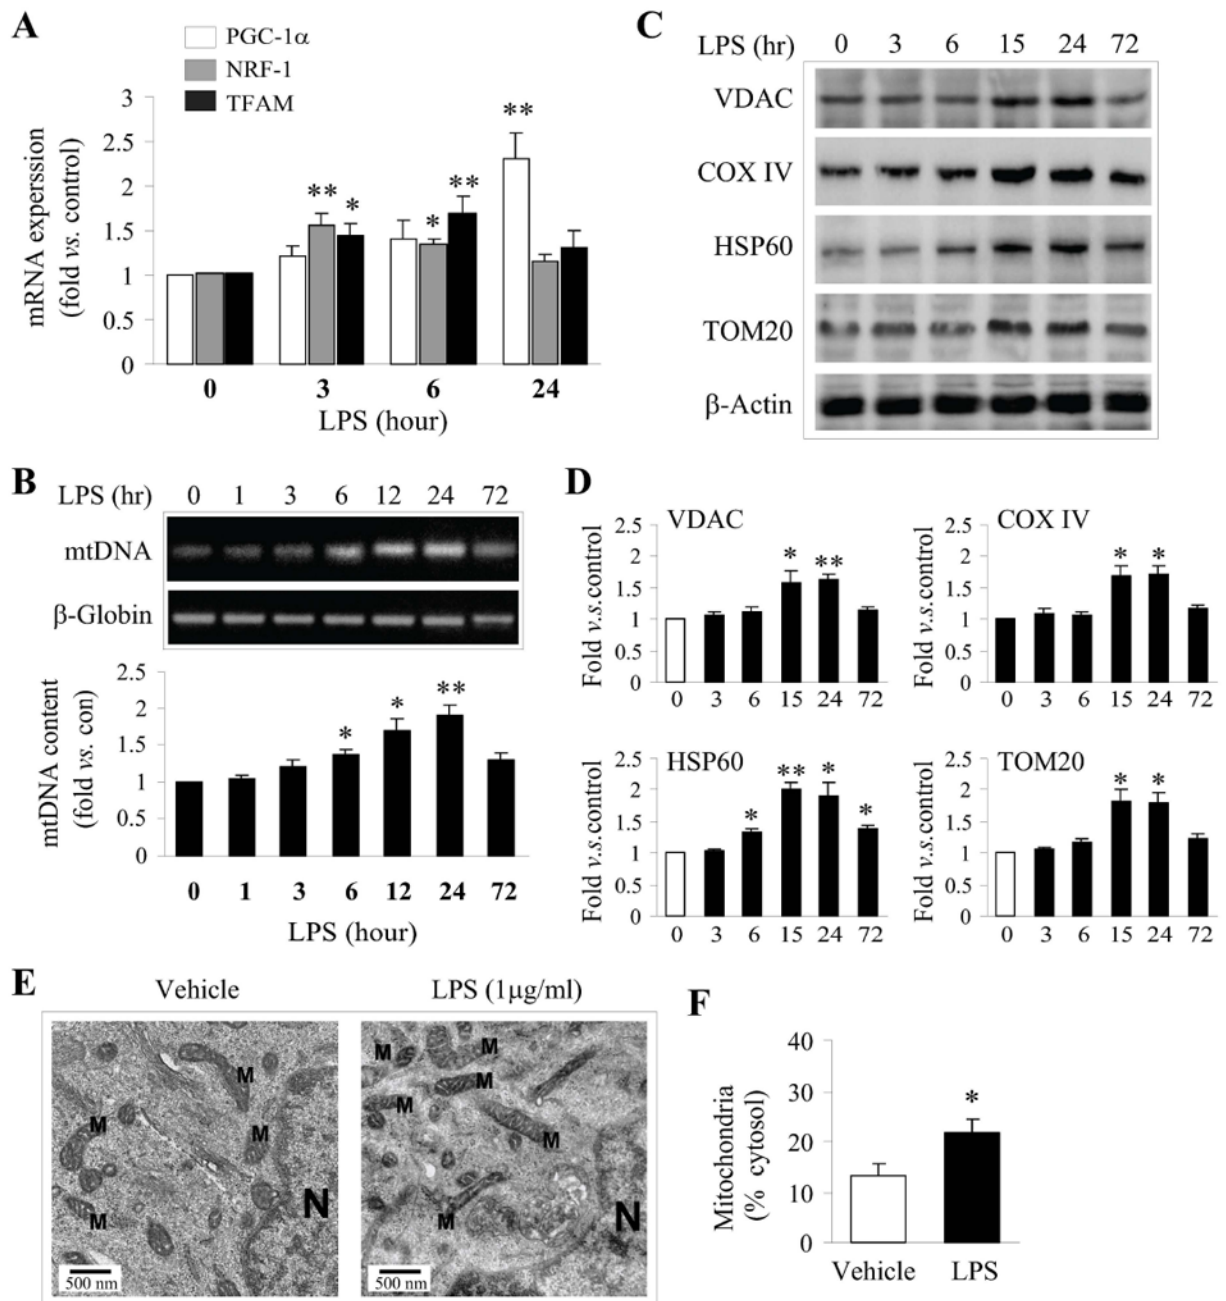 A
PGC-1α
NRF-1
TFAM
mRNA experssion
(fold vs. control)
3
2.5
2
1.5
1
0.5
0
** * * ** **
0 3 6 24
LPS (hour)
B
LPS (hr) 0 1 3 6 12 24 72
mtDNA
β-Globin
mtDNA content
(fold vs. con)
2.5
2
1.5
1
0.5
0
* * **
0 1 3 6 12 24 72
LPS (hour)
C
LPS (hr) 0 3 6 15 24 72
VDAC
COX IV
HSP60
TOM20
β-Actin
D
VDAC
Fold v.s.control
2.5
2
1.5
1
0.5
0
* **
0 3 6 15 24 72
COX IV
Fold v.s.control
2.5
2
1.5
1
0.5
0
* *
0 3 6 15 24 72
HSP60
Fold v.s.control
2.5
2
1.5
1
0.5
0
* ** * *
0 3 6 15 24 72
TOM20
Fold v.s.control
2.5
2
1.5
1
0.5
0
* *
0 3 6 15 24 72
E
Vehicle
M
M
M
M
N
500 nm
LPS (1μg/ml)
M
M
M
M
M
M
N
500 nm
F
Mitochondria
(% cytosol)
40
30
20
10
0
*
Vehicle LPS